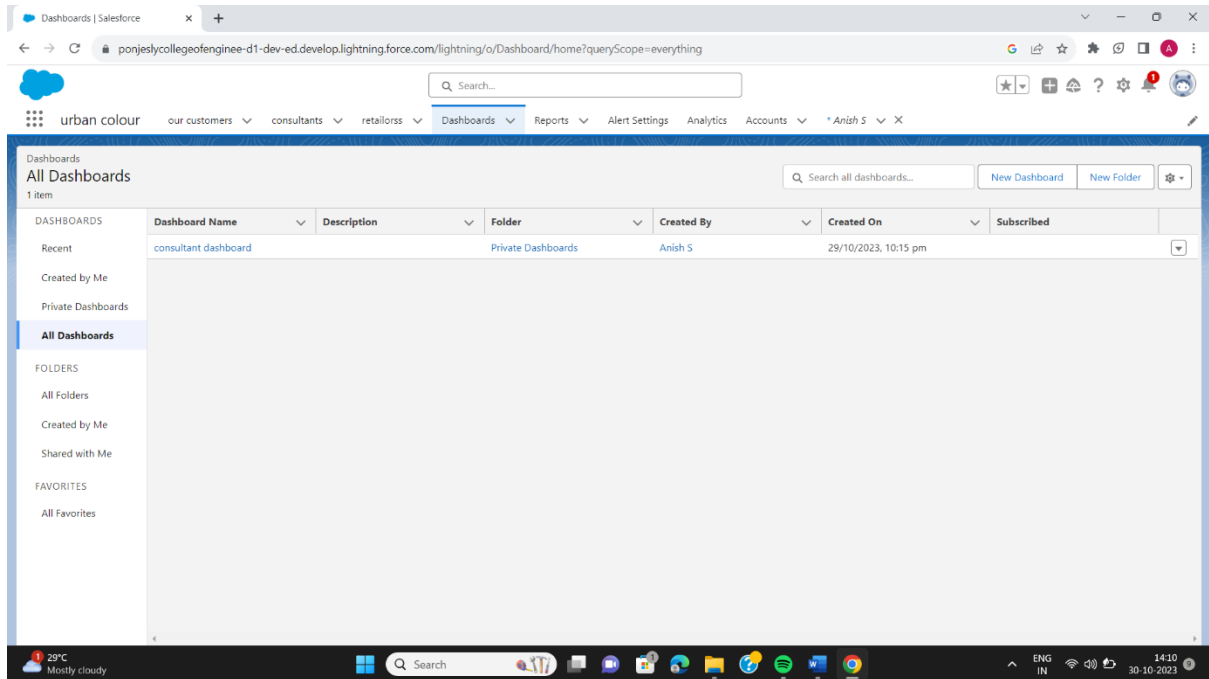 Dashboards | Salesforce
ponjeslycollegeofenginee-d1-dev-ed.develop.lightning.force.com/lightning/o/Dashboard/home?queryScope=everything
G
A
Search...
urban colour our customers consultants retailorss Dashboards Reports Alert Settings Analytics Accounts * Anish S
Dashboards
All Dashboards
1 item
Search all dashboards...
New Dashboard
New Folder
DASHBOARDS
Recent
Created by Me
Private Dashboards
All Dashboards
FOLDERS
All Folders
Created by Me
Shared with Me
FAVORITES
All Favorites
Dashboard Name Description Folder Created By Created On Subscribed
consultant dashboard Private Dashboards Anish S 29/10/2023, 10:15 pm
1
29°C
Mostly cloudy
Search
ENG
IN
14:10
30-10-2023